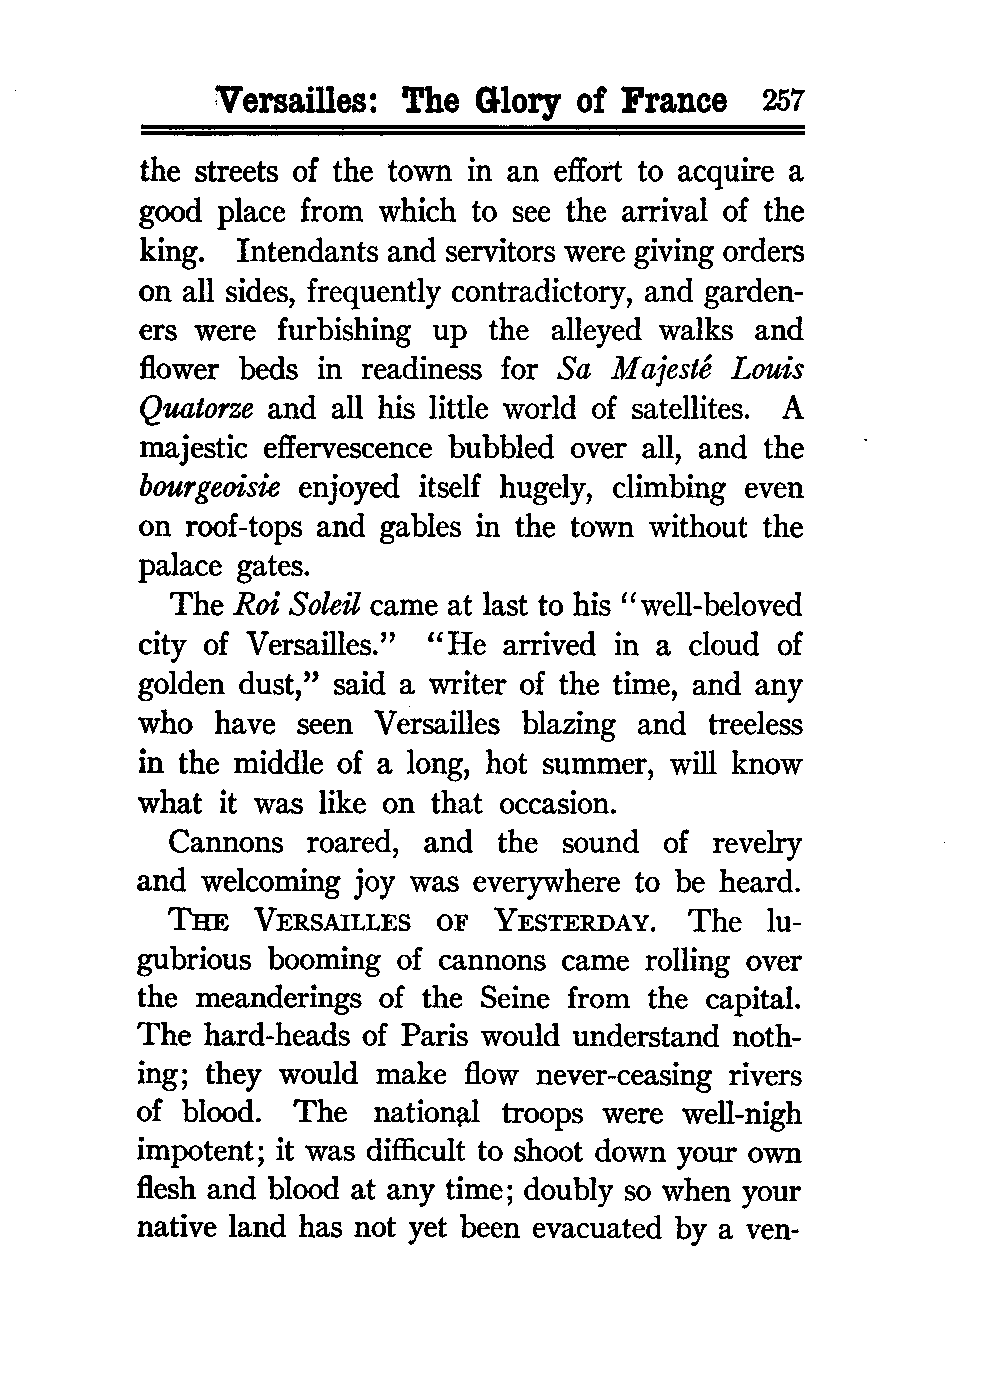 Versailles: The Glory of France 257
the streets of the town in an effort to acquire a
good place from which to see the arrival of the
king. Intendants and servitors were giving orders
on all sides, frequently contradictory, and garden-
ers were furbishing up the alleyed walks and
flower beds in readiness for Sa Majesté Louis
Quatorze and all his little world of satellites. A
majestic effervescence bubbled over all, and the
bourgeoisie enjoyed itself hugely, climbing even
on roof-tops and gables in the town without the
palace gates.
The Roi Soleil came at last to his “well-beloved
city of Versailles.” “He arrived in a cloud of
golden dust,” said a writer of the time, and any
who have seen Versailles blazing and treeless
in the middle of a long, hot summer, will know
what it was like on that occasion.
Cannons roared, and the sound of revelry
and welcoming joy was everywhere to be heard.
THE VERSAILLES OF YESTERDAY. The lu-
gubrious booming of cannons came rolling over
the meanderings of the Seine from the capital.
The hard-heads of Paris would understand noth-
ing; they would make flow never-ceasing rivers
of blood. The national troops were well-nigh
impotent; it was difficult to shoot down your own
flesh and blood at any time; doubly so when your
native land has not yet been evacuated by a ven-